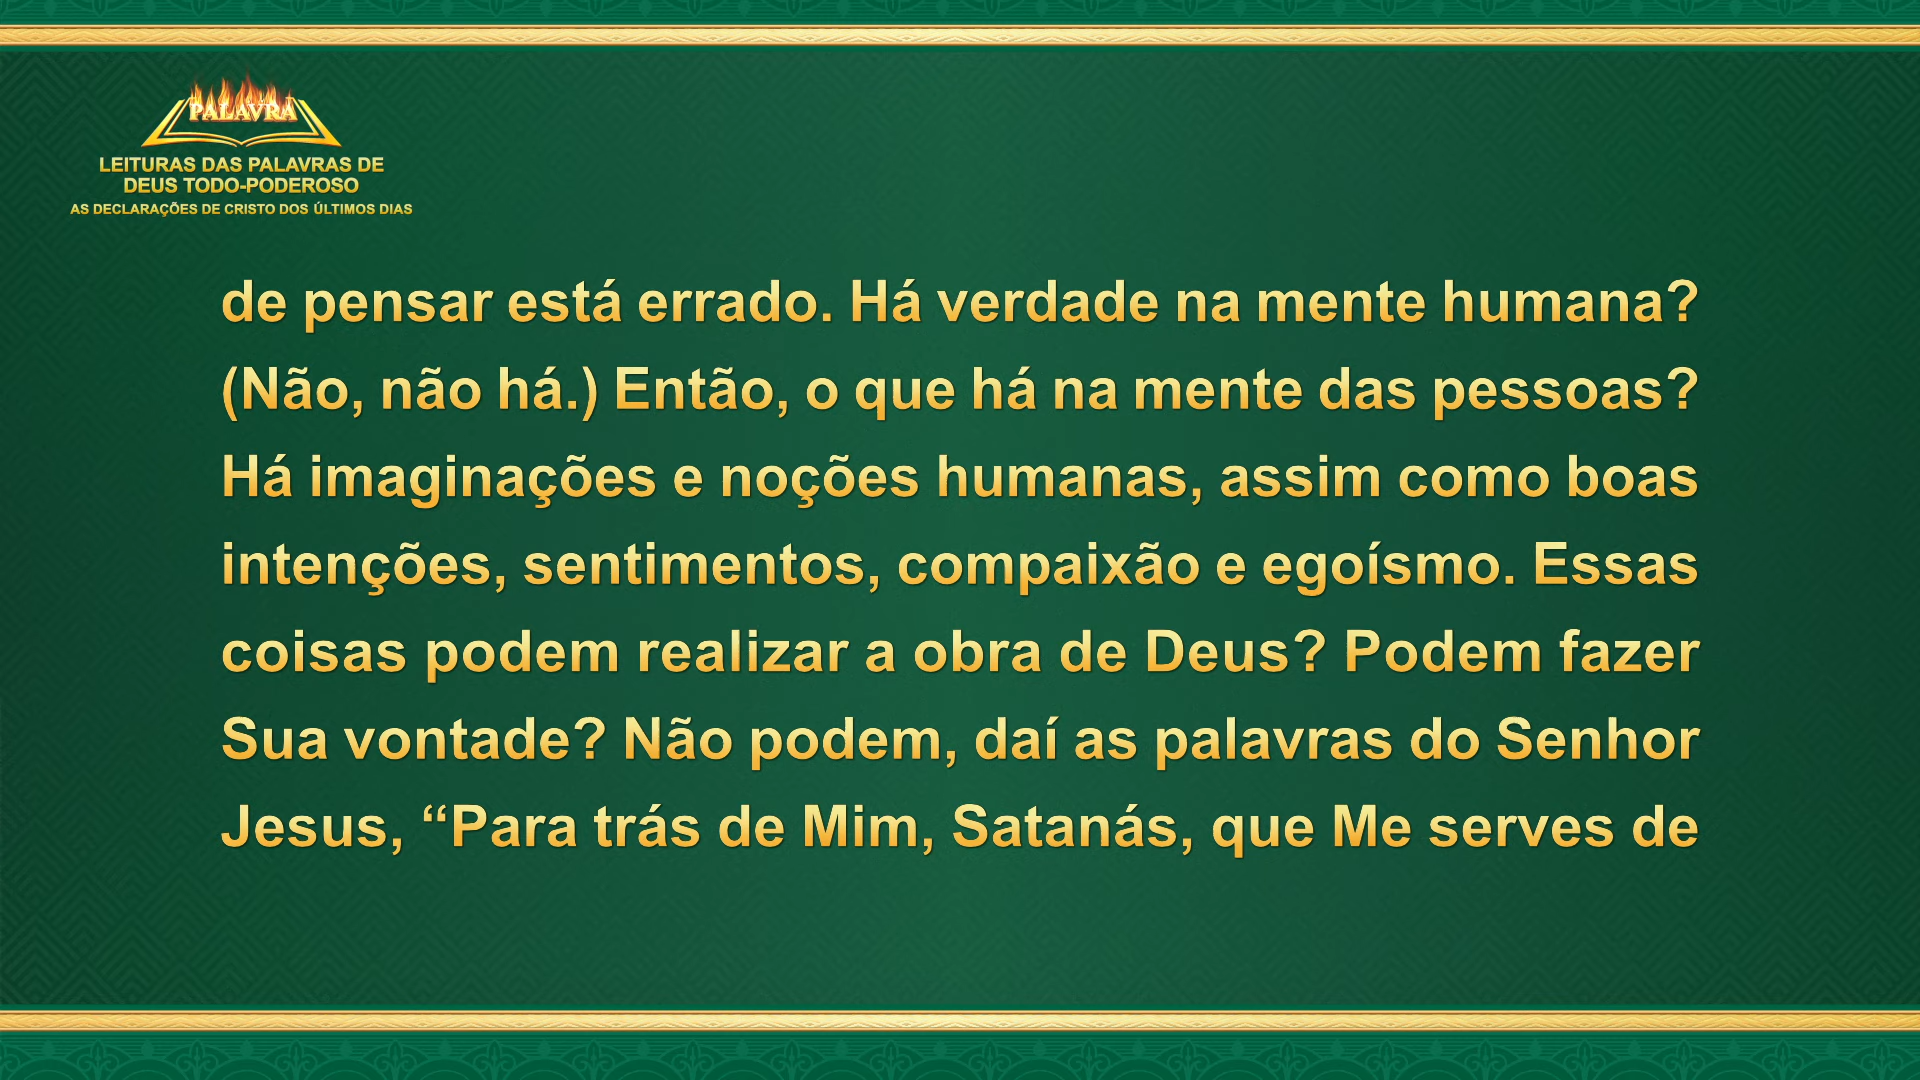 PALAVRA
LEITURAS DAS PALAVRAS DE
DEUS TODO-PODEROSO
AS DECLARAÇÕES DE CRISTO DOS ÚLTIMOS DIAS
de pensar está errado. Há verdade na mente humana?
(Não, não há.) Então, o que há na mente das pessoas?
Há imaginações e noções humanas, assim como boas
intenções, sentimentos, compaixão e egoísmo. Essas
coisas podem realizar a obra de Deus? Podem fazer
Sua vontade? Não podem, daí as palavras do Senhor
Jesus, “Para trás de Mim, Satanás, que Me serves de